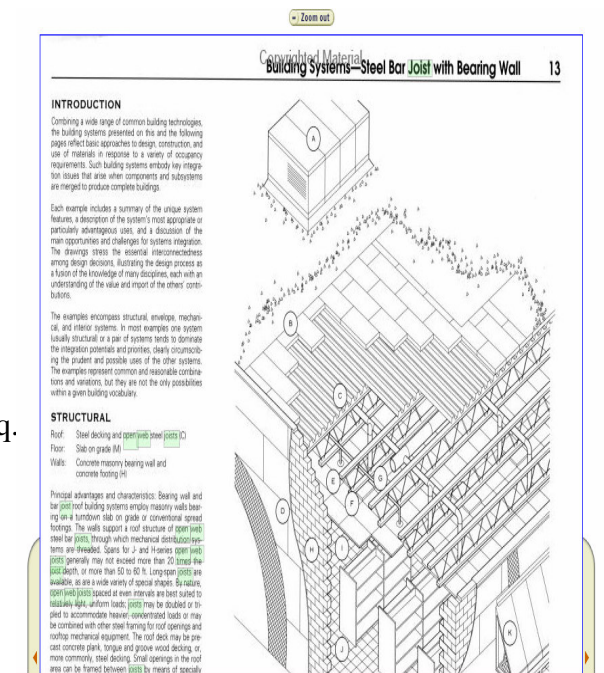 Zoom out
Copyrighted Material
Building Systems—Steel Bar Joist with Bearing Wall 13
INTRODUCTION
Combining a wide range of common building technologies,
the building systems presented on this and the following
pages reflect basic approaches to design, construction, and
use of materials in response to a variety of occupancy
requirements. Such building systems embody key integra-
tion issues that arise when components and subsystems
are merged to produce complete buildings.
Each example includes a summary of the unique system
features, a description of the system's most appropriate or
particularly advantageous uses, and a discussion of the
main opportunities and challenges for systems integration.
The drawings stress the essential interconnectedness
among design decisions, illustrating the design process as
a fusion of the knowledge of many disciplines, each with an
understanding of the value and import of the others' contri-
butions.
The examples encompass structural, envelope, mechani-
cal, and interior systems. In most examples one system
(usually structural) or a pair of systems tends to dominate
the integration potentials and priorities, clearly circumscrib-
ing the prudent and possible uses of the other systems.
The examples represent common and reasonable combina-
tions and variations, but they are not the only possibilities
within a given building vocabulary.
q.
STRUCTURAL
Roof: Steel decking and open web steel joists (C)
Floor: Slab on grade (M)
Walls: Concrete masonry bearing wall and
concrete footing (H)
Principal advantages and characteristics: Bearing wall and
bar joist roof building systems employ masonry walls bear-
ing on a turndown slab on grade or conventional spread
footings. The walls support a roof structure of open web
steel bar joists, through which mechanical distribution sys-
tems are threaded. Spans for J- and H-series open web
joists generally may not exceed more than 20 times the
joist depth, or more than 50 to 60 ft. Long-span joists are
available, as are a wide variety of special shapes. By nature,
open web joists spaced at even intervals are best suited to
relatively light, uniform loads; joists may be doubled or tri-
pled to accommodate heavier, concentrated loads or may
be combined with other steel framing for roof openings and
rooftop mechanical equipment. The roof deck may be pre-
cast concrete plank, tongue and groove wood decking, or,
more commonly, steel decking. Small openings in the roof
area can be framed between joists by means of specially
A
B
C
E
G
F
D
H
I
K
J